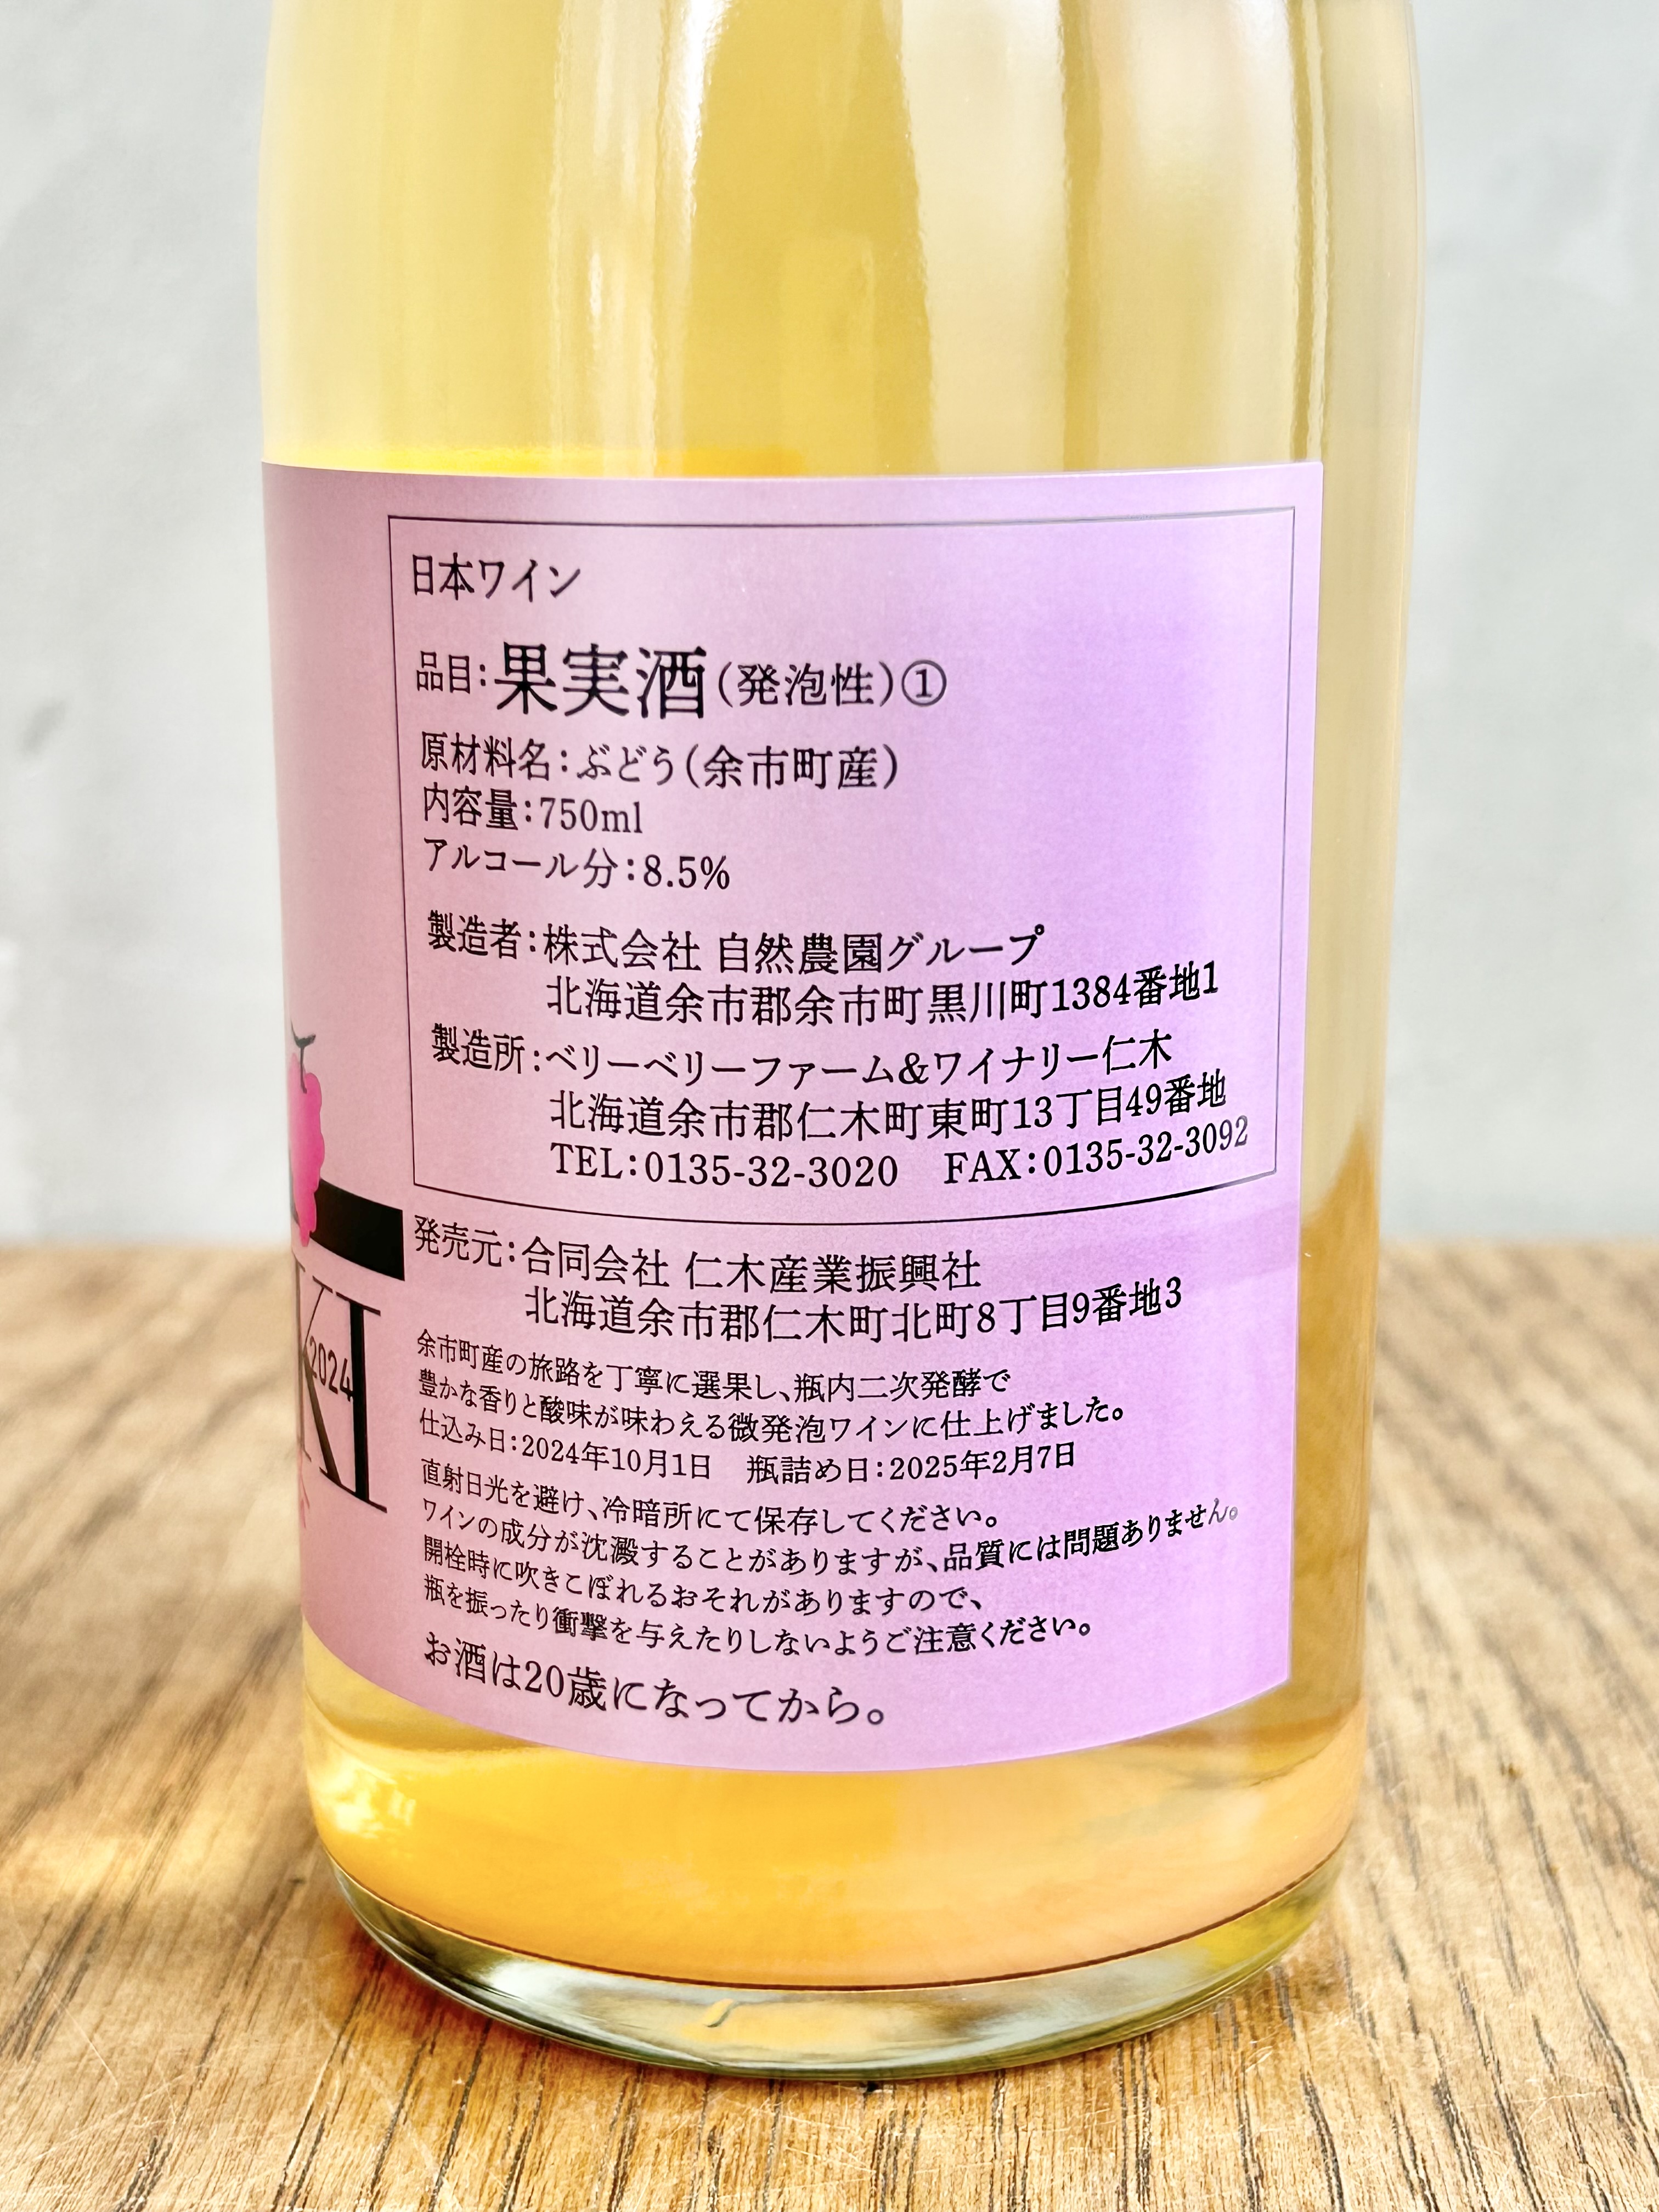 日本ワイン
品目:果実酒(発泡性)①
原材料名:ぶどう(余市町産)
内容量:750ml
アルコール分:8.5%
製造者:株式会社 自然農園グループ
北海道余市郡余市町黒川町1384番地1
製造所:ベリーベリーファーム&ワイナリー仁木
北海道余市郡仁木町東町13丁目49番地
TEL:0135-32-3020 FAX:0135-32-3092
発売元:合同会社 仁木産業振興社
北海道余市郡仁木町北町8丁目9番地3
余市町産の旅路を丁寧に選果し、瓶内二次発酵で
豊かな香りと酸味が味わえる微発泡ワインに仕上げました。
仕込み日:2024年10月1日 瓶詰め日:2025年2月7日
直射日光を避け、冷暗所にて保存してください。
ワインの成分が沈澱することがありますが、品質には問題ありません。
開栓時に吹きこぼれるおそれがありますので、
瓶を振ったり衝撃を与えたりしないようご注意ください。
お酒は20歳になってから。
KI
2024